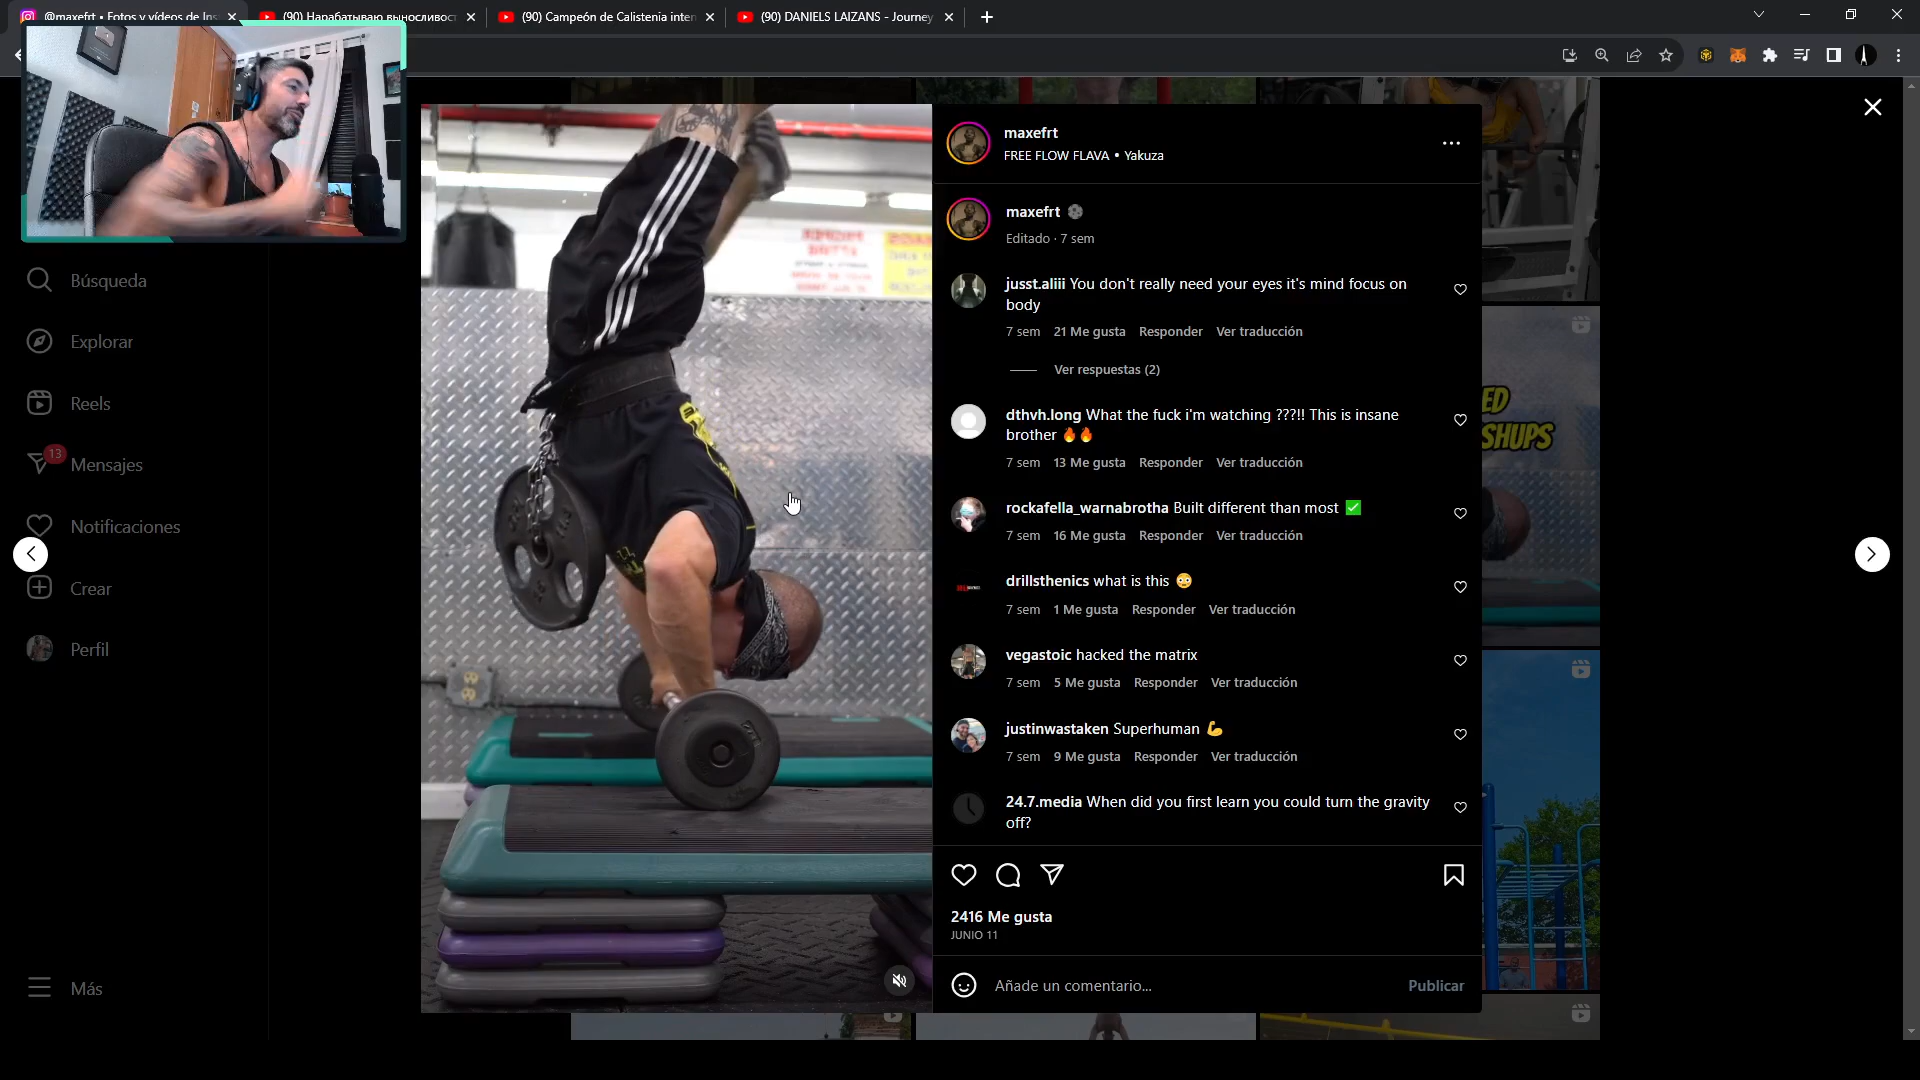 @maxefrt • Fotos y vídeos de Ins
(90) Нарабатываю выносливост
(90) Campeón de Calistenia inter
(90) DANIELS LAIZANS - Journey
maxefrt
FREE FLOW FLAVA • Yakuza
maxefrt
Editado · 7 sem
jusst.aliii You don't really need your eyes it's mind focus on
body
7 sem 21 Me gusta Responder Ver traducción
Ver respuestas (2)
dthvh.long What the fuck i'm watching ???!! This is insane
brother 🔥🔥
7 sem 13 Me gusta Responder Ver traducción
rockafella_warnabrotha Built different than most ✅
7 sem 16 Me gusta Responder Ver traducción
drillsthenics what is this 😳
7 sem 1 Me gusta Responder Ver traducción
vegastoic hacked the matrix
7 sem 5 Me gusta Responder Ver traducción
justinwastaken Superhuman 💪
7 sem 9 Me gusta Responder Ver traducción
24.7.media When did you first learn you could turn the gravity
off?
2416 Me gusta
JUNIO 11
Añade un comentario...
Publicar
Búsqueda
Explorar
Reels
13
Mensajes
Notificaciones
Crear
Perfil
Más
SHUPS